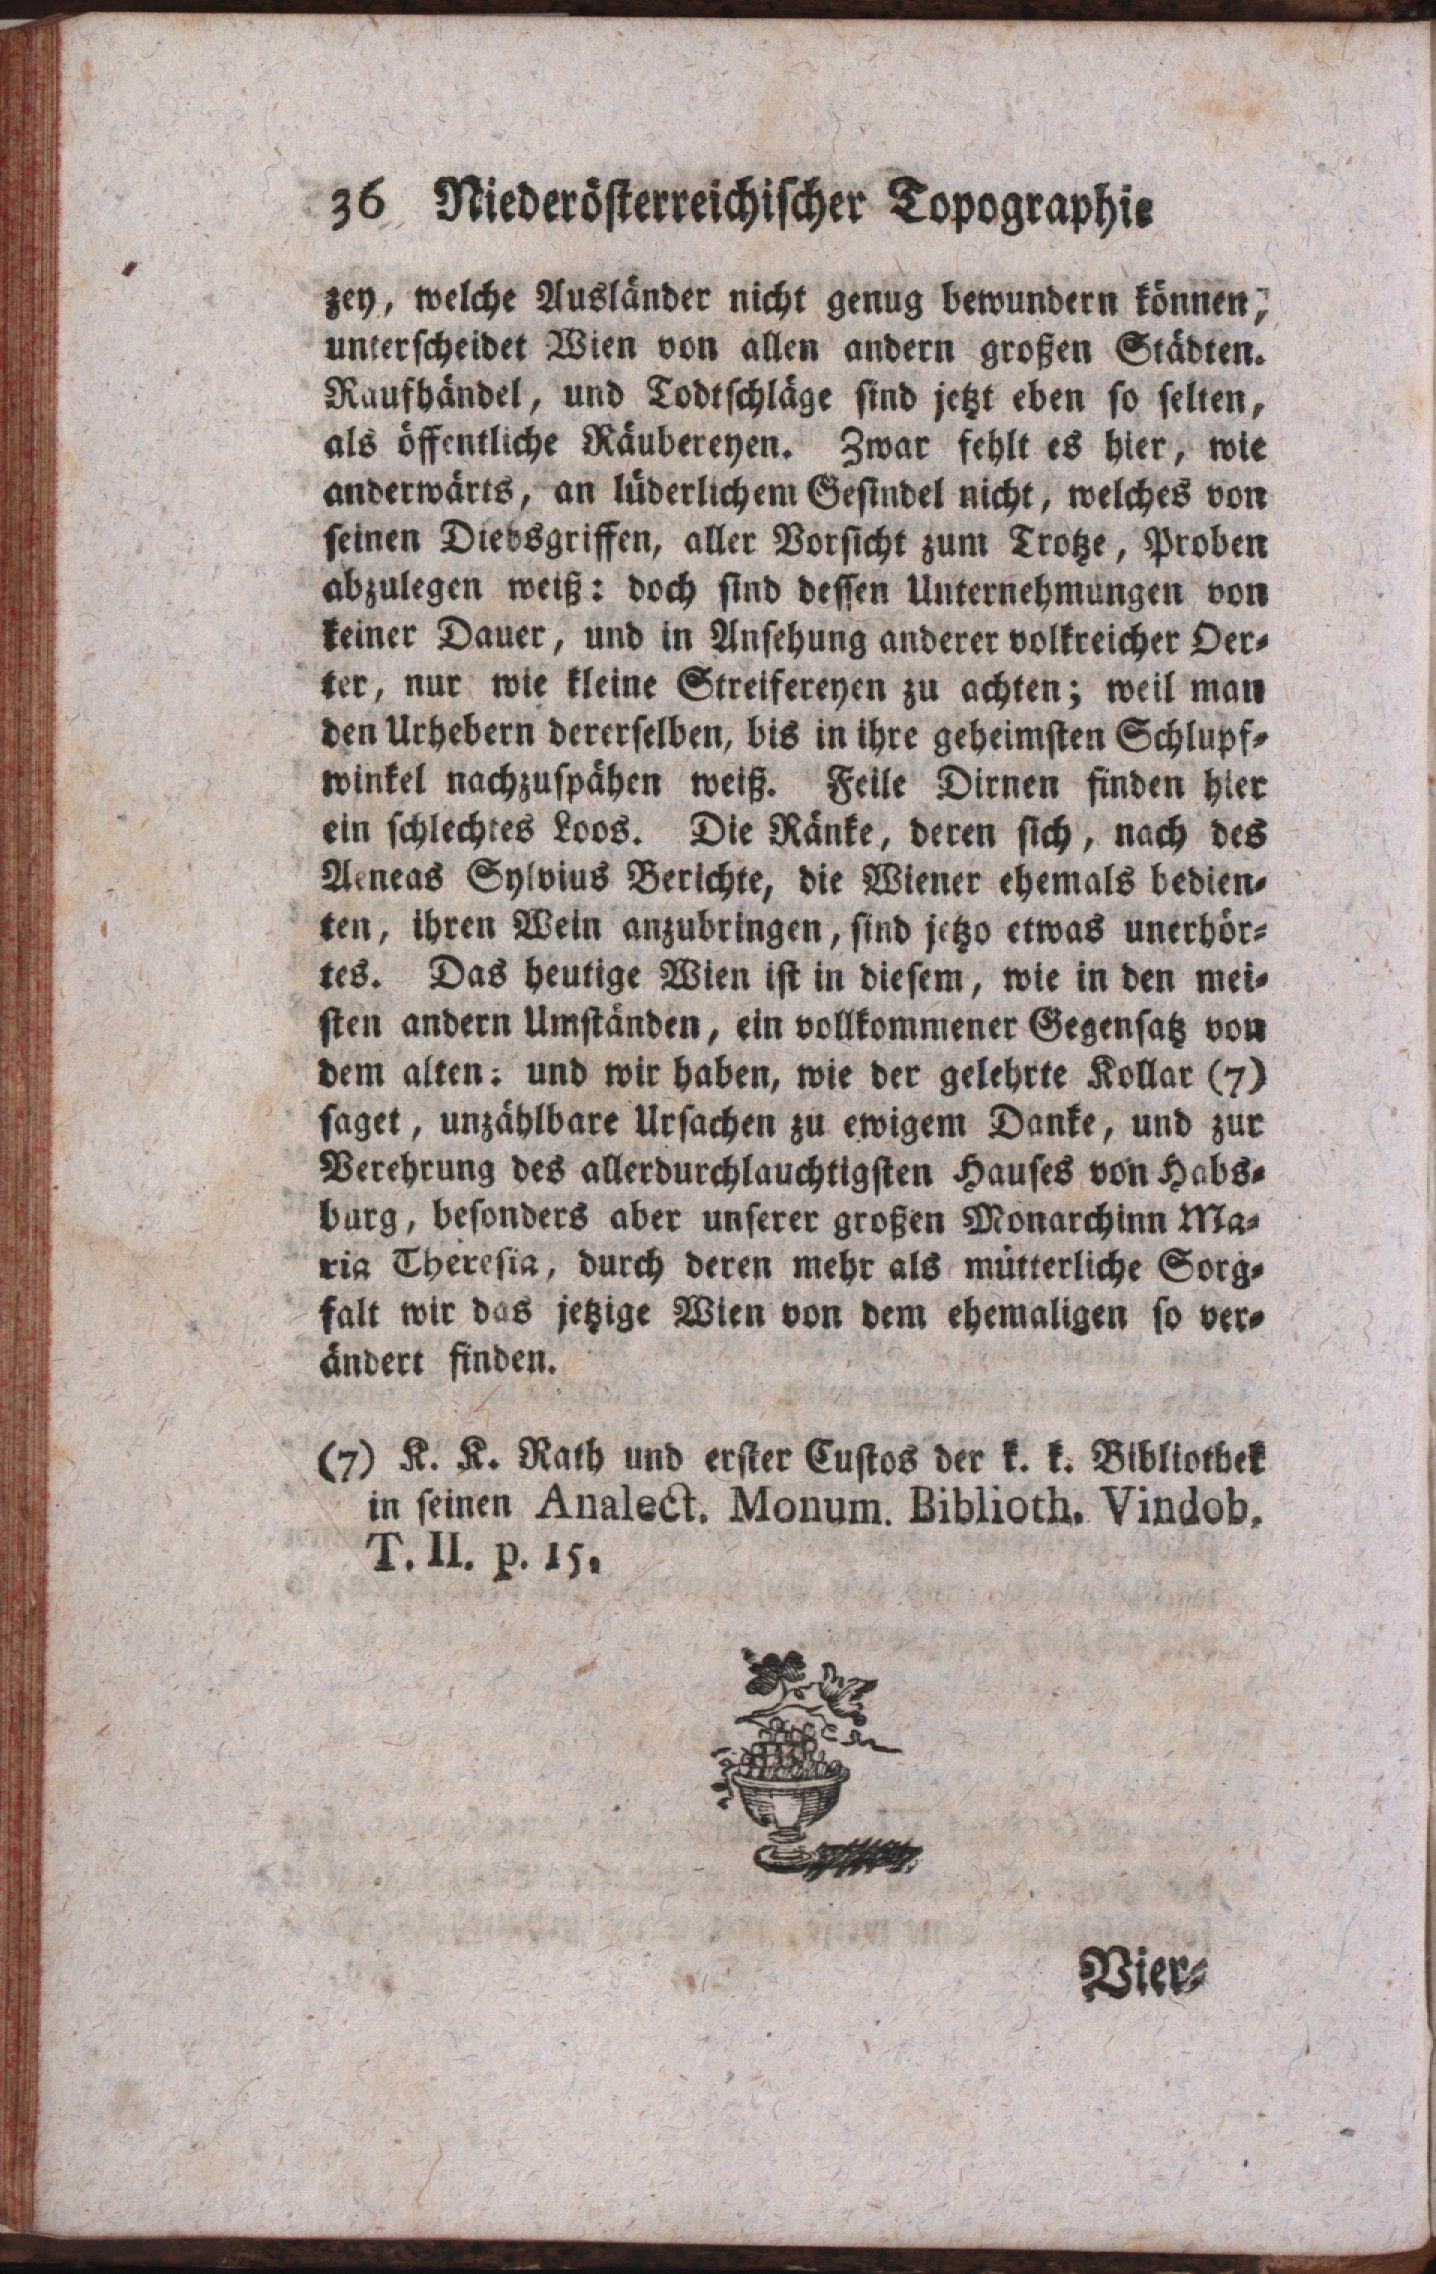 36 Niederösterreichischer Topographie
zey, welche Ausländer nicht genug bewundern können,
unterscheidet Wien von allen andern großen Städten.
Raufhändel, und Todtschläge sind jetzt eben so selten,
als öffentliche Räubereyen. Zwar fehlt es hier, wie
anderwärts, an lüderlichem Gesindel nicht, welches von
seinen Diebsgriffen, aller Vorsicht zum Trotze, Proben
abzulegen weiß: doch sind dessen Unternehmungen von
keiner Dauer, und in Ansehung anderer volkreicher Oer-
ter, nur wie kleine Streifereyen zu achten; weil man
den Urhebern dererselben, bis in ihre geheimsten Schlupf-
winkel nachzuspähen weiß. Feile Dirnen finden hier
ein schlechtes Loos. Die Ränke, deren sich, nach des
Aeneas Sylvius Berichte, die Wiener ehemals bedien-
ten, ihren Wein anzubringen, sind jetzo etwas unerhör-
tes. Das heutige Wien ist in diesem, wie in den mei-
sten andern Umständen, ein vollkommener Gegensatz von
dem alten: und wir haben, wie der gelehrte Kollar (7)
saget, unzählbare Ursachen zu ewigem Danke, und zur
Verehrung des allerdurchlauchtigsten Hauses von Habs-
burg, besonders aber unserer großen Monarchinn Ma-
ria Theresia, durch deren mehr als mütterliche Sorg-
falt wir das jetzige Wien von dem ehemaligen so ver-
ändert finden.
(7) K. K. Rath und erster Custos der k. k. Bibliothek
in seinen Analect. Monum. Biblioth. Vindob.
T. II. p. 15.
Vier-